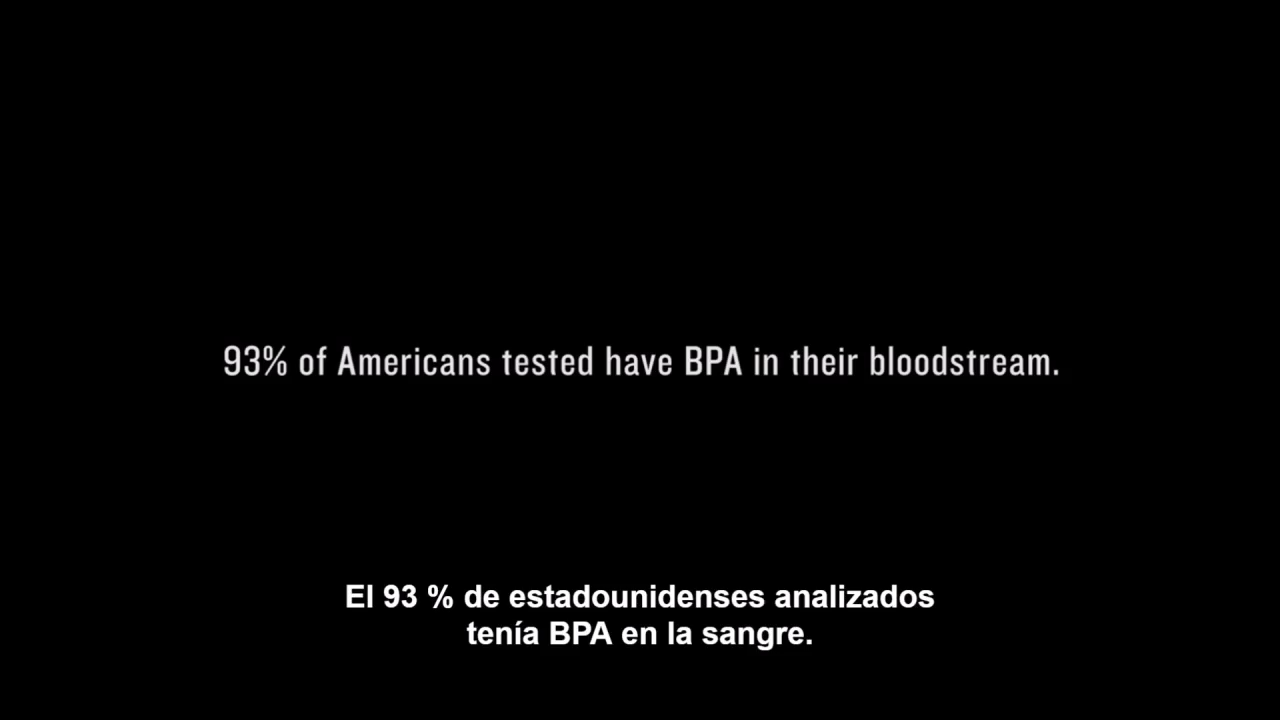 93% of Americans tested have BPA in their bloodstream.
El 93 % de estadounidenses analizados
tenía BPA en la sangre.